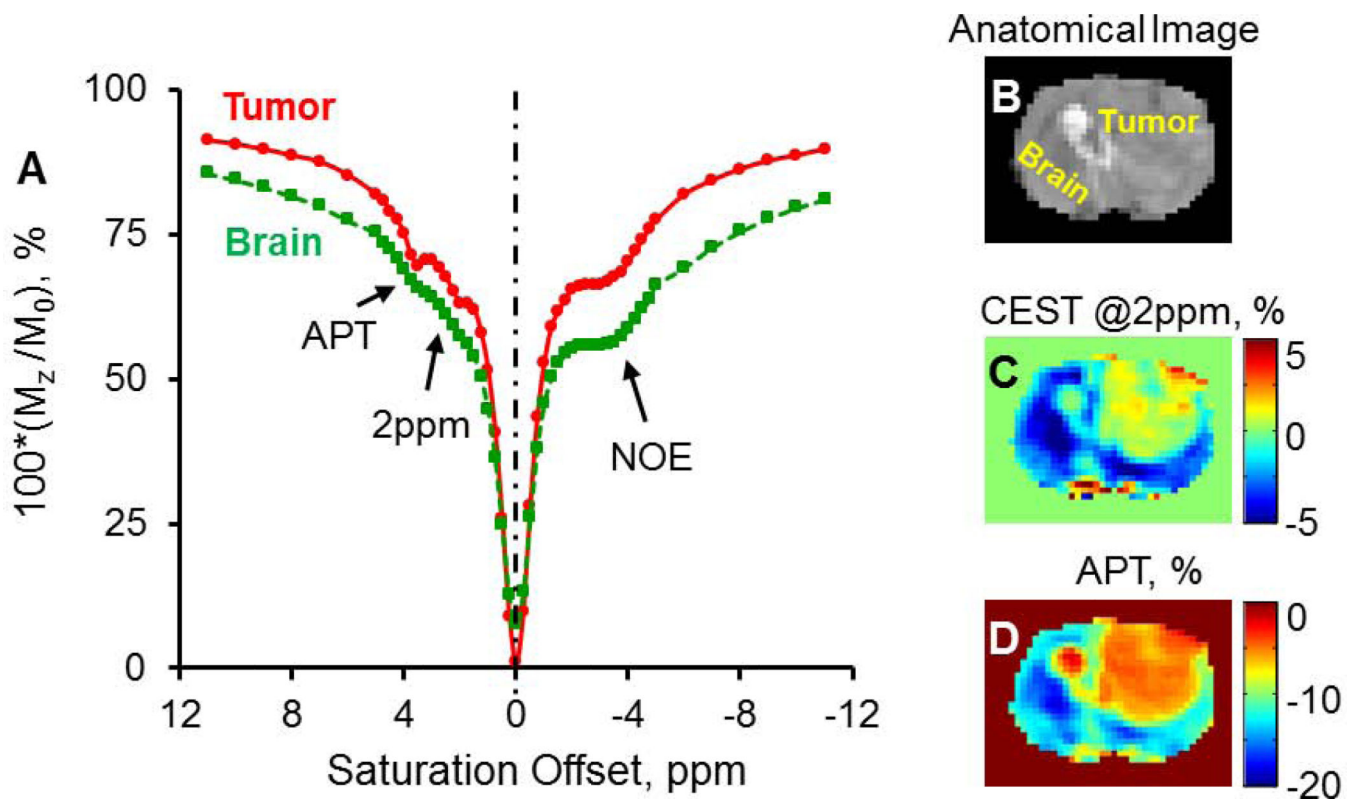 A
100*(Mz/M0), %
100
75
50
25
0
Tumor
Brain
APT
2ppm
NOE
12 8 4 0 -4 -8 -12
Saturation Offset, ppm
Anatomical Image
B
Tumor
Brain
CEST @2ppm, %
C
5
0
-5
APT, %
D
0
-10
-20